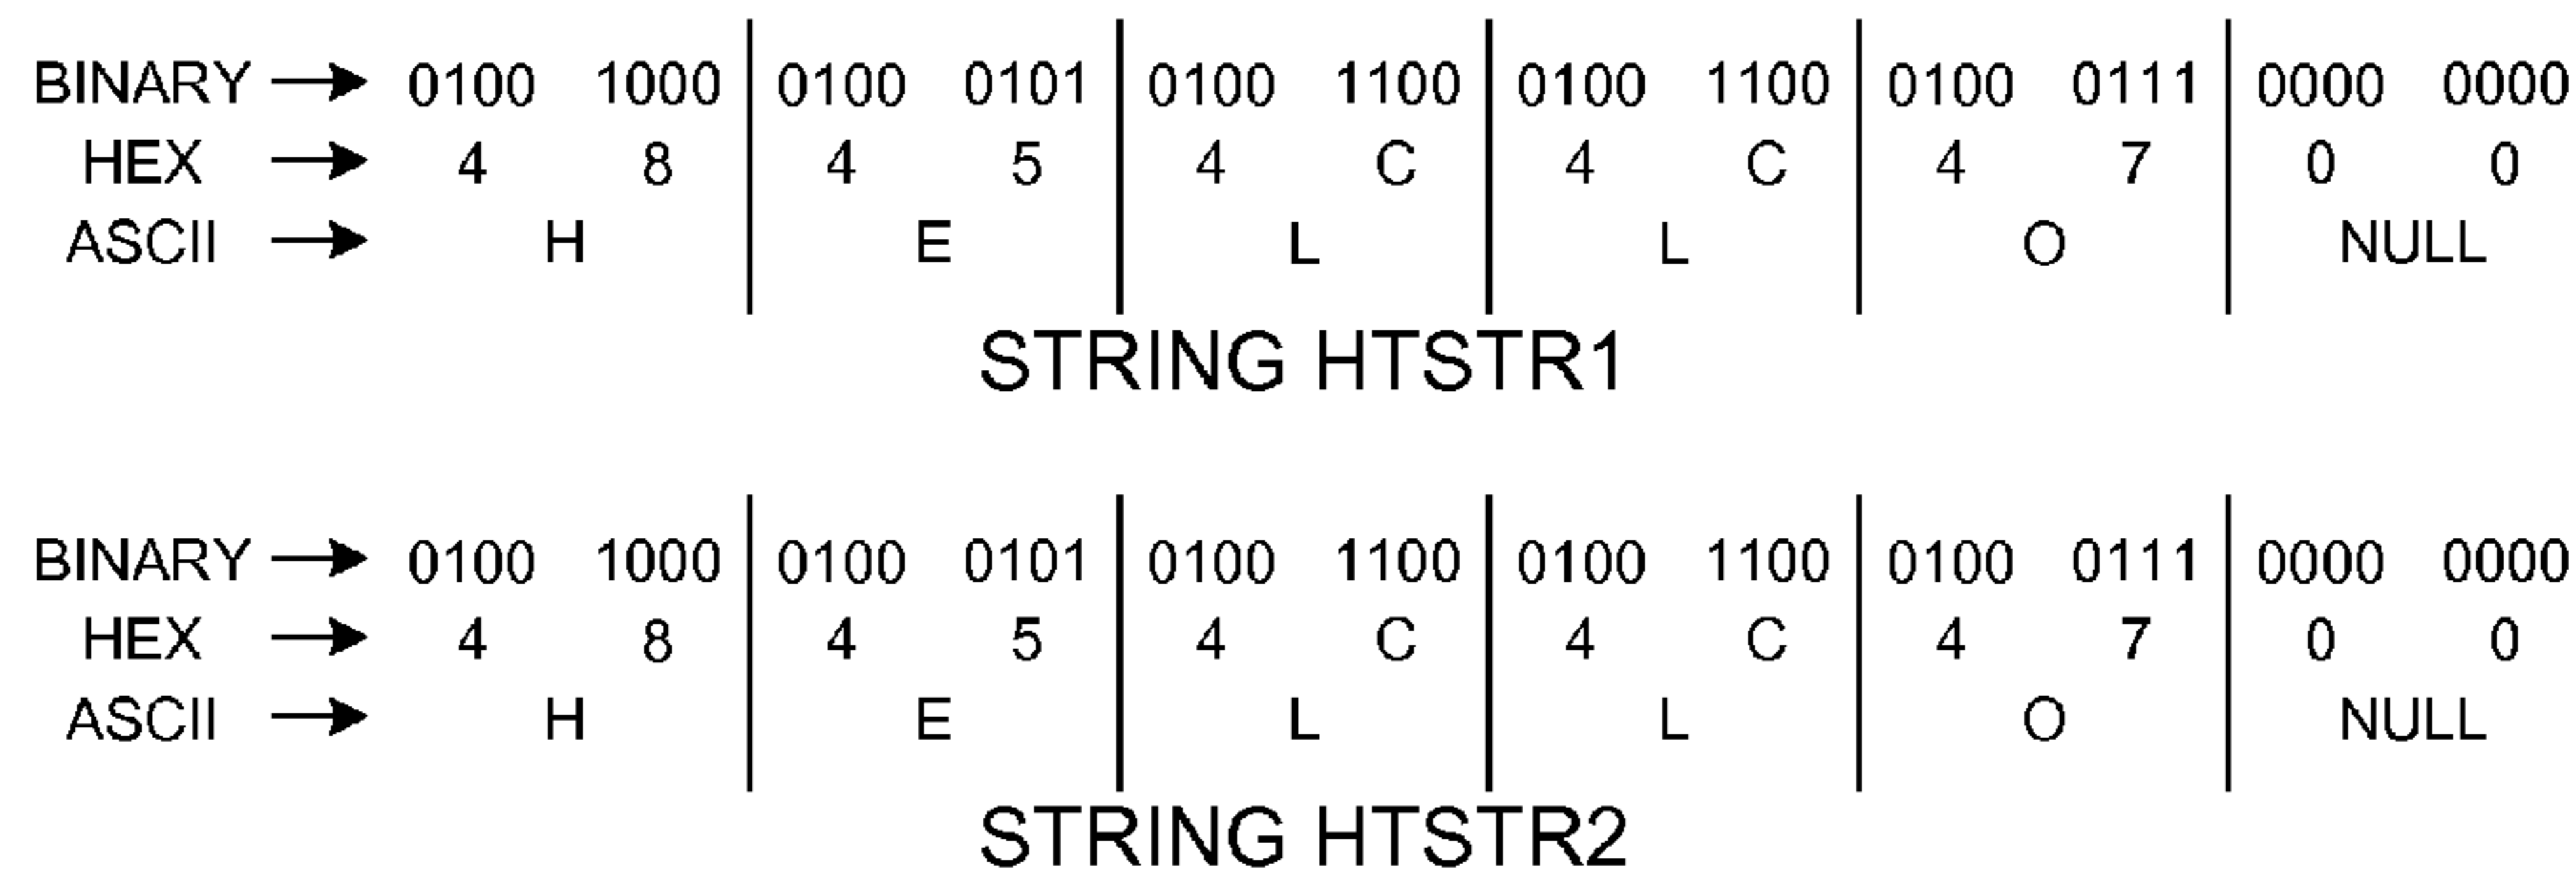 BINARY 0100 1000 0100 0101 0100 1100 0100 1100 0100 0111 0000 0000
HEX 4 8 4 5 4 C 4 C 4 7 0 0
ASCII H E L L O NULL
STRING HTSTR1
BINARY 0100 1000 0100 0101 0100 1100 0100 1100 0100 0111 0000 0000
HEX 4 8 4 5 4 C 4 C 4 7 0 0
ASCII H E L L O NULL
STRING HTSTR2